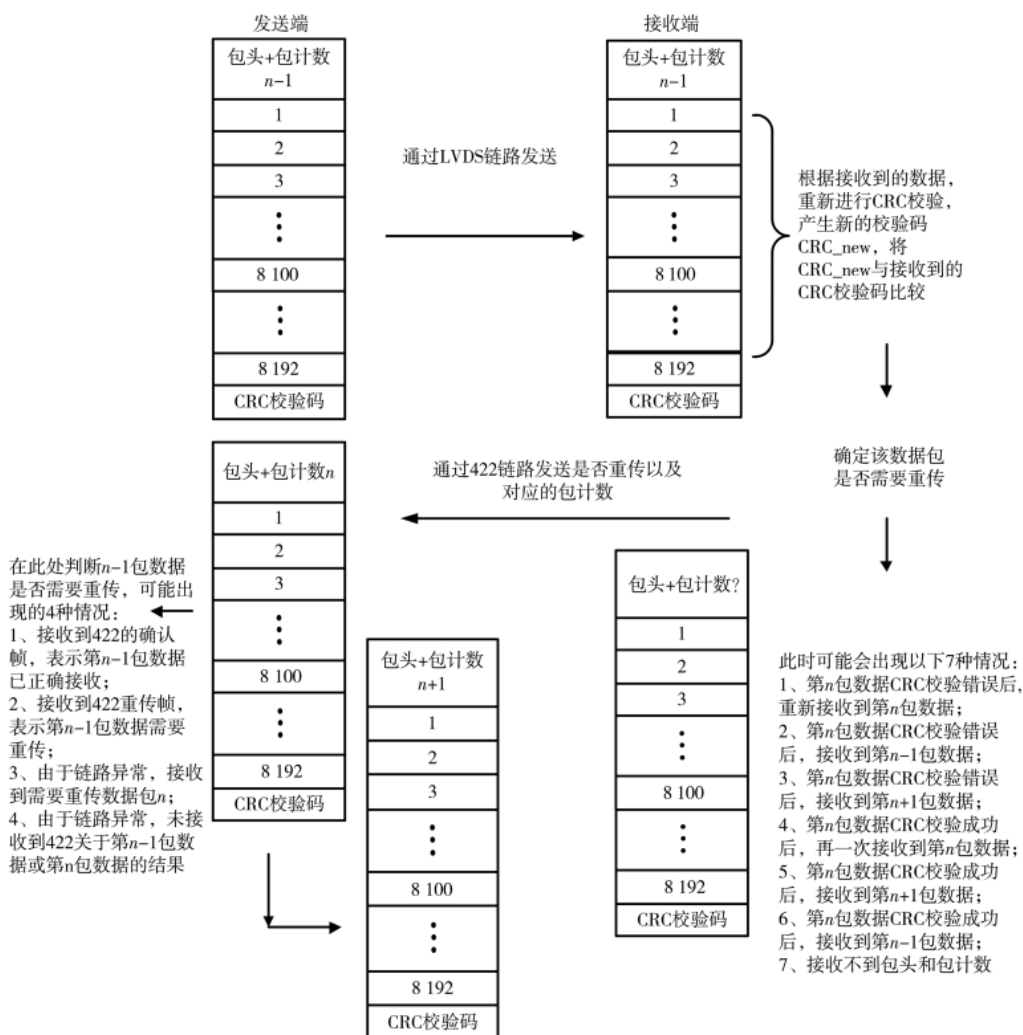 发送端
包头+包计数
n-1
1
2
3
8 100
8 192
CRC校验码
通过LVDS链路发送
接收端
包头+包计数
n-1
1
2
3
8 100
8 192
CRC校验码
根据接收到的数据，
重新进行CRC校验，
产生新的校验码
CRC_new，将
CRC_new与接收到的
CRC校验码比较
确定该数据包
是否需要重传
通过422链路发送是否重传以及
对应的包计数
包头+包计数n
1
2
3
8 100
8 192
CRC校验码
在此处判断n-1包数据
是否需要重传，可能出
现的4种情况：
1、接收到422的确认
帧，表示第n-1包数据
已正确接收；
2、接收到422重传帧，
表示第n-1包数据需要
重传；
3、由于链路异常，接收
到需要重传数据包n；
4、由于链路异常，未接
收到422关于第n-1包数
据或第n包数据的结果
包头+包计数
n+1
1
2
3
8 100
8 192
CRC校验码
包头+包计数?
1
2
3
8 100
8 192
CRC校验码
此时可能会出现以下7种情况：
1、第n包数据CRC校验错误后，
重新接收到第n包数据；
2、第n包数据CRC校验错误
后，接收到第n-1包数据；
3、第n包数据CRC校验错误
后，接收到第n+1包数据；
4、第n包数据CRC校验成功
后，再一次接收到第n包数据；
5、第n包数据CRC校验成功
后，接收到第n+1包数据；
6、第n包数据CRC校验成功
后，接收到第n-1包数据；
7、接收不到包头和包计数